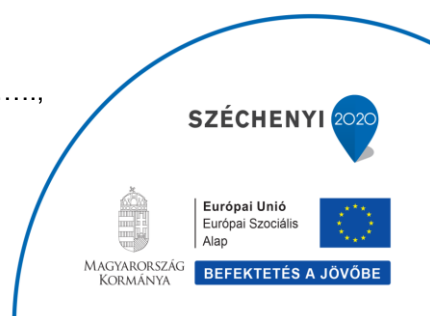 ….,
SZÉCHENYI 2020
Európai Unió
Európai Szociális
Alap
MAGYARORSZÁG
KORMÁNYA
BEFEKTETÉS A JÖVŐBE